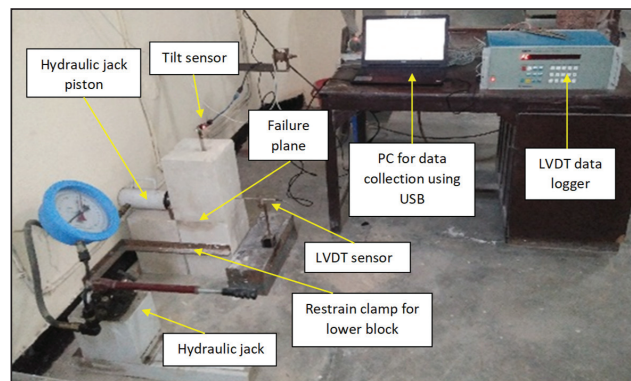 Tilt sensor
Hydraulic jack
piston
Failure
plane
PC for data
collection using
USB
LVDT data
logger
LVDT sensor
Restrain clamp for
lower block
Hydraulic jack